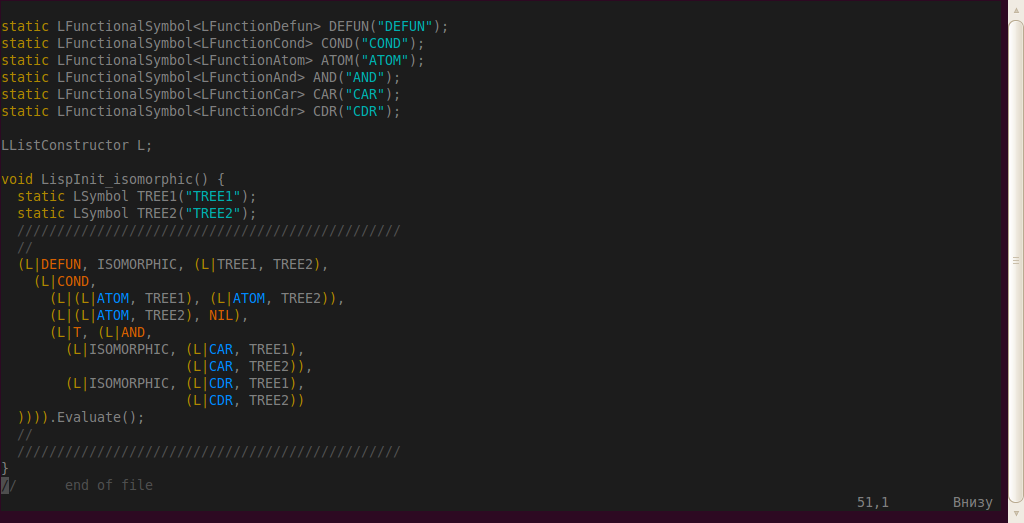 static LFunctionalSymbol<LFunctionDefun> DEFUN("DEFUN");
static LFunctionalSymbol<LFunctionCond> COND("COND");
static LFunctionalSymbol<LFunctionAtom> ATOM("ATOM");
static LFunctionalSymbol<LFunctionAnd> AND("AND");
static LFunctionalSymbol<LFunctionCar> CAR("CAR");
static LFunctionalSymbol<LFunctionCdr> CDR("CDR");

LListConstructor L;

void LispInit_isomorphic() {
  static LSymbol TREE1("TREE1");
  static LSymbol TREE2("TREE2");
  ////////////////////////////////////////////////
  //
  (L|DEFUN, ISOMORPHIC, (L|TREE1, TREE2),
    (L|COND,
      (L|(L|ATOM, TREE1), (L|ATOM, TREE2)),
      (L|(L|ATOM, TREE2), NIL),
      (L|T, (L|AND,
        (L|ISOMORPHIC, (L|CAR, TREE1),
                       (L|CAR, TREE2)),
        (L|ISOMORPHIC, (L|CDR, TREE1),
                       (L|CDR, TREE2))
  )))).Evaluate();
  //
  ////////////////////////////////////////////////
}
//      end of file
51,1        Внизу